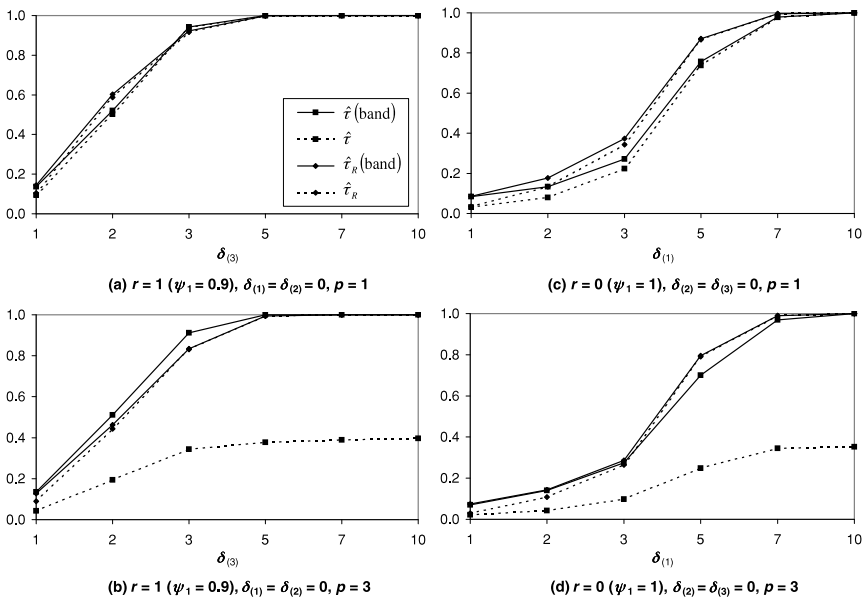 1.0
0.8
0.6
0.4
0.2
0.0
1 2 3 5 7 10
δ(3)
τ̂ (band)
τ̂
τ̂R (band)
τ̂R
(a) r = 1 (ψ1 = 0.9), δ(1) = δ(2) = 0, p = 1
1.0
0.8
0.6
0.4
0.2
0.0
1 2 3 5 7 10
δ(1)
(c) r = 0 (ψ1 = 1), δ(2) = δ(3) = 0, p = 1
1.0
0.8
0.6
0.4
0.2
0.0
1 2 3 5 7 10
δ(3)
(b) r = 1 (ψ1 = 0.9), δ(1) = δ(2) = 0, p = 3
1.0
0.8
0.6
0.4
0.2
0.0
1 2 3 5 7 10
δ(1)
(d) r = 0 (ψ1 = 1), δ(2) = δ(3) = 0, p = 3